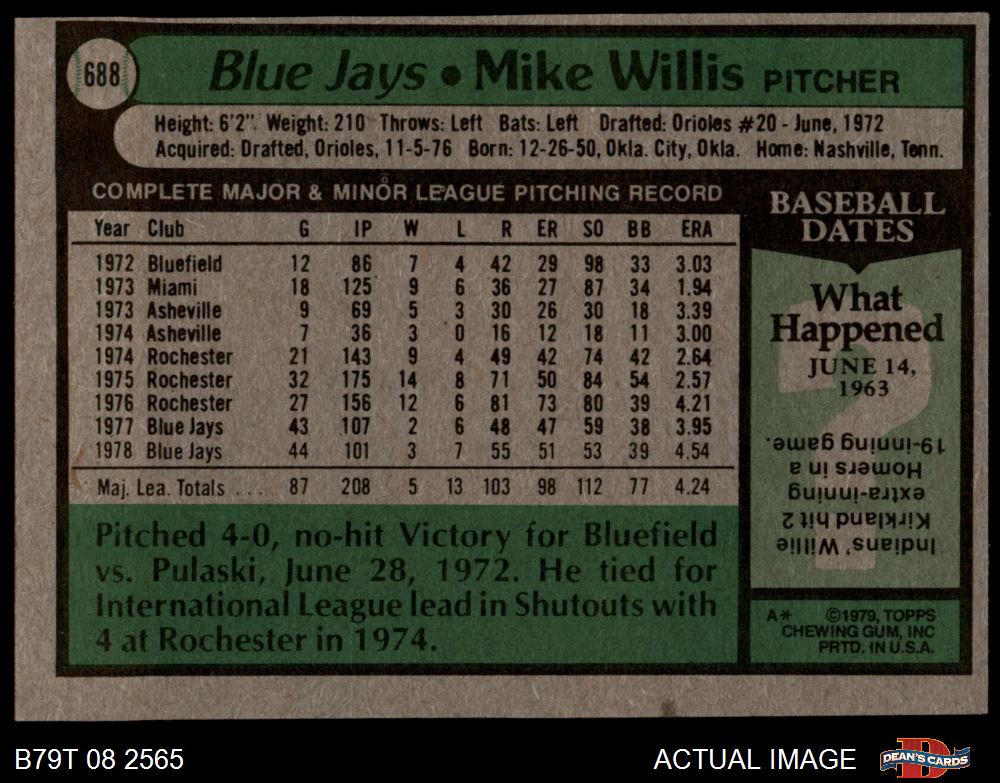 688
Blue Jays • Mike Willis PITCHER
Height: 6'2". Weight: 210 Throws: Left Bats: Left Drafted: Orioles #20 - June, 1972
Acquired: Drafted, Orioles, 11-5-76 Born: 12-26-50, Okla. City, Okla. Home: Nashville, Tenn.
COMPLETE MAJOR & MINOR LEAGUE PITCHING RECORD
Year Club G IP W L R ER SO BB ERA
1972 Bluefield 12 86 7 4 42 29 98 33 3.03
1973 Miami 18 125 9 6 36 27 87 34 1.94
1973 Asheville 9 69 5 3 30 26 30 18 3.39
1974 Asheville 7 36 3 0 16 12 18 11 3.00
1974 Rochester 21 143 9 4 49 42 74 42 2.64
1975 Rochester 32 175 14 8 71 50 84 54 2.57
1976 Rochester 27 156 12 6 81 73 80 39 4.21
1977 Blue Jays 43 107 2 6 48 47 59 38 3.95
1978 Blue Jays 44 101 3 7 55 51 53 39 4.54
Maj. Lea. Totals ... 87 208 5 13 103 98 112 77 4.24
Pitched 4-0, no-hit Victory for Bluefield
vs. Pulaski, June 28, 1972. He tied for
International League lead in Shutouts with
4 at Rochester in 1974.
BASEBALL
DATES
What
Happened
JUNE 14,
1963
?
Indians' Willie
Kirkland hit 2
extra-inning
Homers in a
19-inning game.
A* ©1979, TOPPS
CHEWING GUM, INC
PRTD. IN U.S.A.
B79T 08 2565
ACTUAL IMAGE
D
DEAN'S CARDS